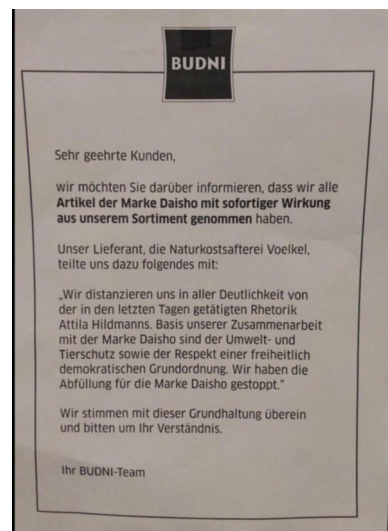 BUDNI
Sehr geehrte Kunden,
wir möchten Sie darüber informieren, dass wir alle
Artikel der Marke Daisho mit sofortiger Wirkung
aus unserem Sortiment genommen haben.
Unser Lieferant, die Naturkostsafterei Voelkel,
teilte uns dazu folgendes mit:
„Wir distanzieren uns in aller Deutlichkeit von
der in den letzten Tagen getätigten Rhetorik
Attila Hildmanns. Basis unserer Zusammenarbeit
mit der Marke Daisho sind der Umwelt- und
Tierschutz sowie der Respekt einer freiheitlich
demokratischen Grundordnung. Wir haben die
Abfüllung für die Marke Daisho gestoppt."
Wir stimmen mit dieser Grundhaltung überein
und bitten um Ihr Verständnis.
Ihr BUDNI-Team